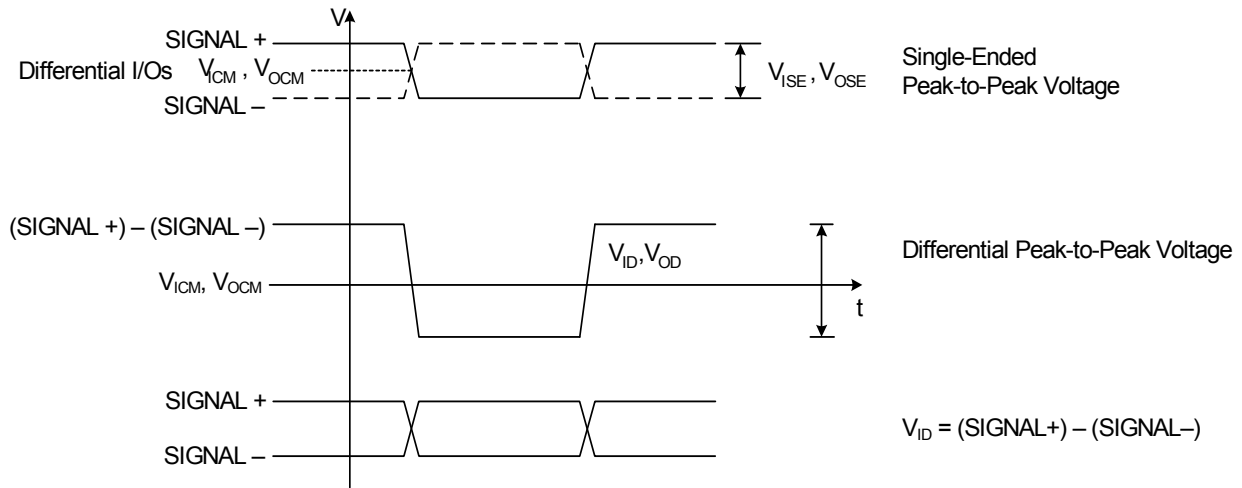 V
SIGNAL +
Differential I/Os V_ICM , V_OCM
SIGNAL –
V_ISE , V_OSE
Single-Ended
Peak-to-Peak Voltage
(SIGNAL +) – (SIGNAL –)
V_ID, V_OD
Differential Peak-to-Peak Voltage
V_ICM, V_OCM
t
SIGNAL +
SIGNAL –
V_ID = (SIGNAL+) – (SIGNAL–)